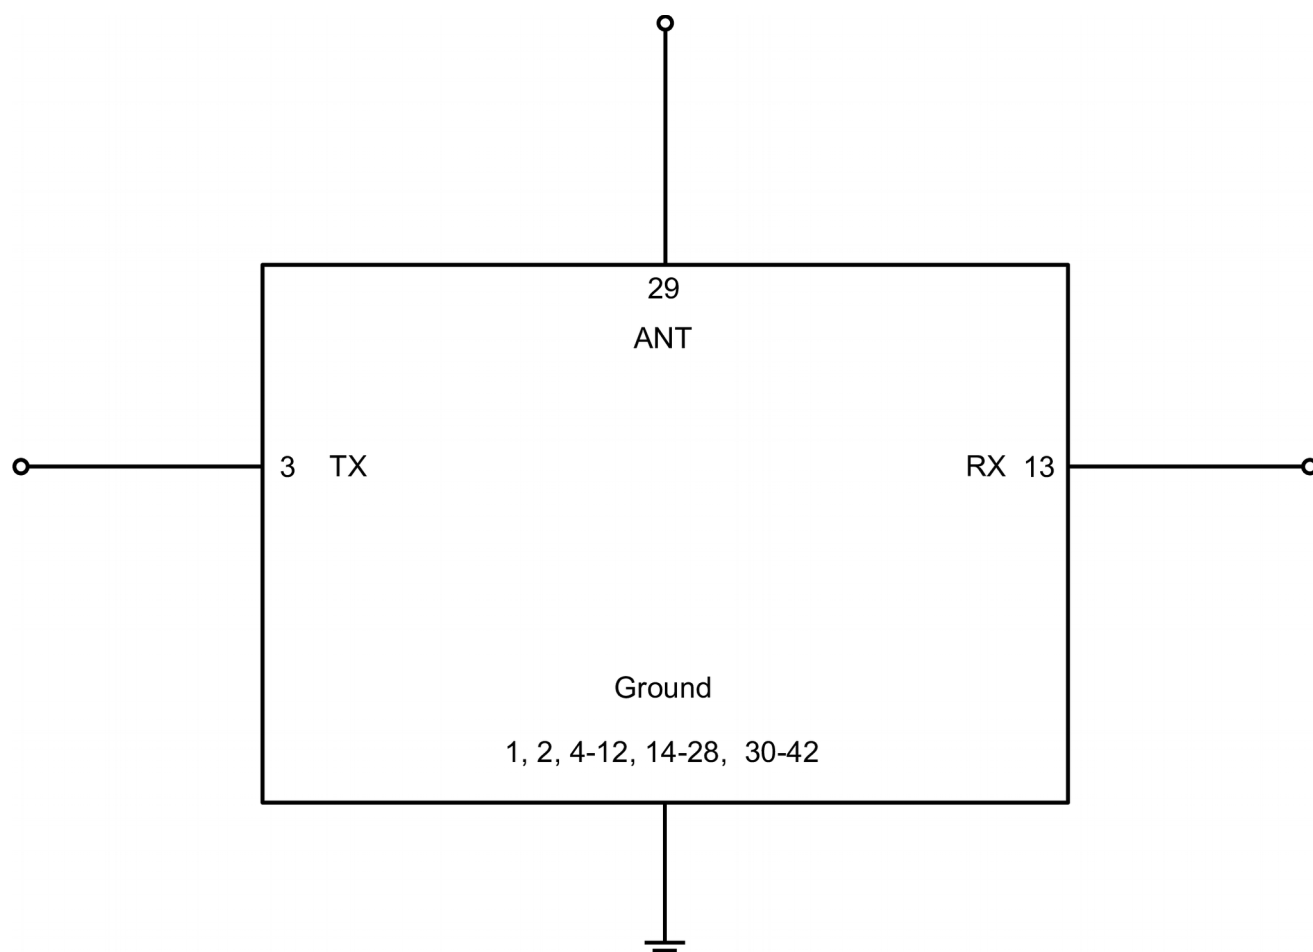 29
ANT
3 TX
RX 13
Ground
1, 2, 4-12, 14-28, 30-42